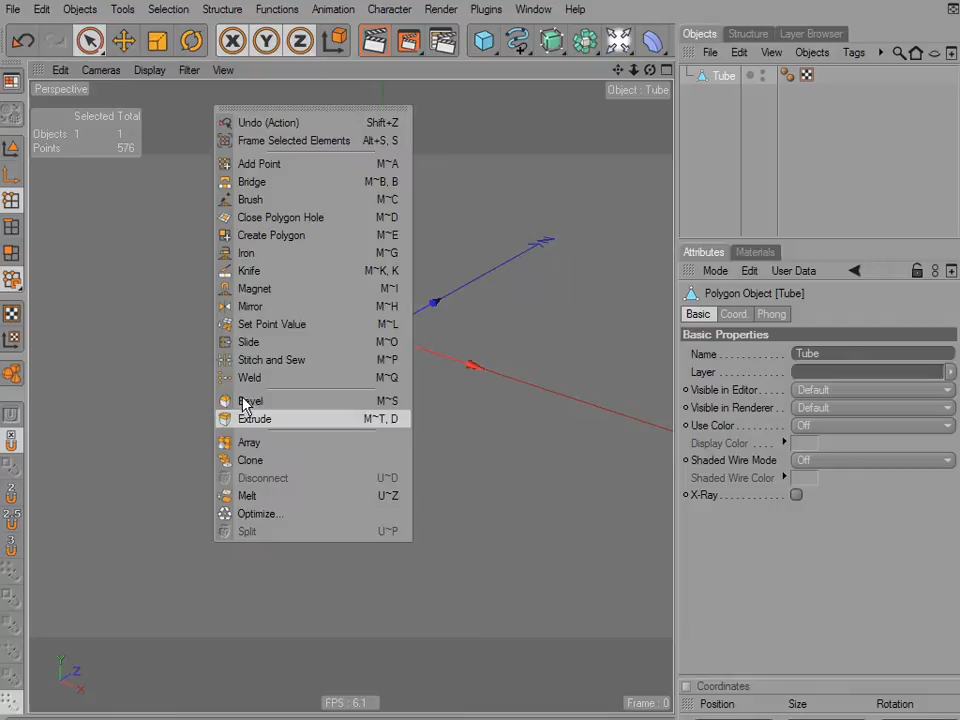 File Edit Objects Tools Selection Structure Functions Animation Character Render Plugins Window Help
X Y Z
Objects Structure Layer Browser
Edit Cameras Display Filter View
File Edit View Objects Tags
Perspective
Object : Tube
Tube
Selected Total
Objects 1 1
Points 576
Undo (Action) Shift+Z
Frame Selected Elements Alt+S, S
Add Point M~A
Bridge M~B, B
Brush M~C
Close Polygon Hole M~D
Create Polygon M~E
Iron M~G
Knife M~K, K
Magnet M~I
Mirror M~H
Set Point Value M~L
Slide M~O
Stitch and Sew M~P
Weld M~Q
Bevel M~S
Extrude M~T, D
Array
Clone
Disconnect U~D
Melt U~Z
Optimize...
Split U~P
Attributes Materials
Mode Edit User Data
Polygon Object [Tube]
Basic Coord. Phong
Basic Properties
Name Tube
Layer
Visible in Editor Default
Visible in Renderer Default
Use Color Off
Display Color
Shaded Wire Mode Off
Shaded Wire Color
X-Ray
2
2.5
3
Y
Z
X
FPS : 6.1
Frame : 0
Coordinates
Position Size Rotation